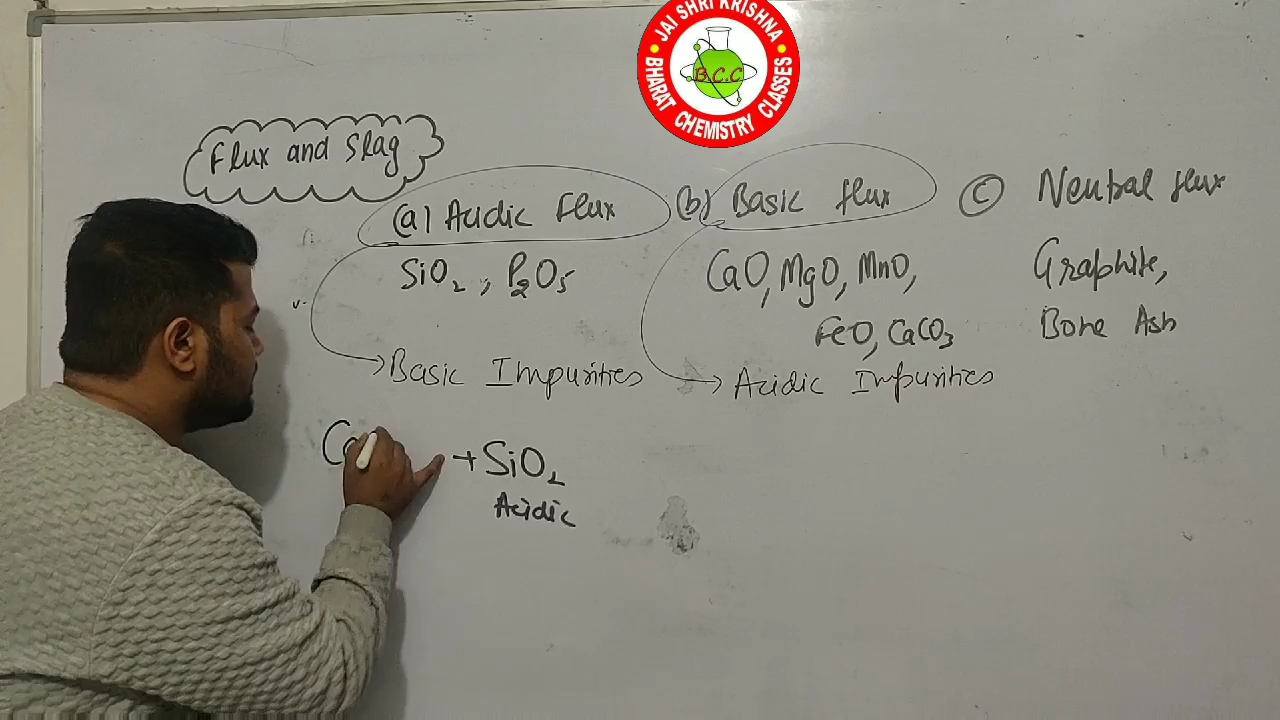 JAI SHRI KRISHNA
B.C.C
BHARAT CHEMISTRY CLASSES
Flux and Slag
(a) Acidic Flux
SiO₂, P₂O₅
Basic Impurities
(b) Basic flux
CaO, MgO, MnO,
FeO, CaCO₃
Acidic Impurities
(C) Neutral flux
Graphite,
Bone Ash
Ca + SiO₂
Acidic